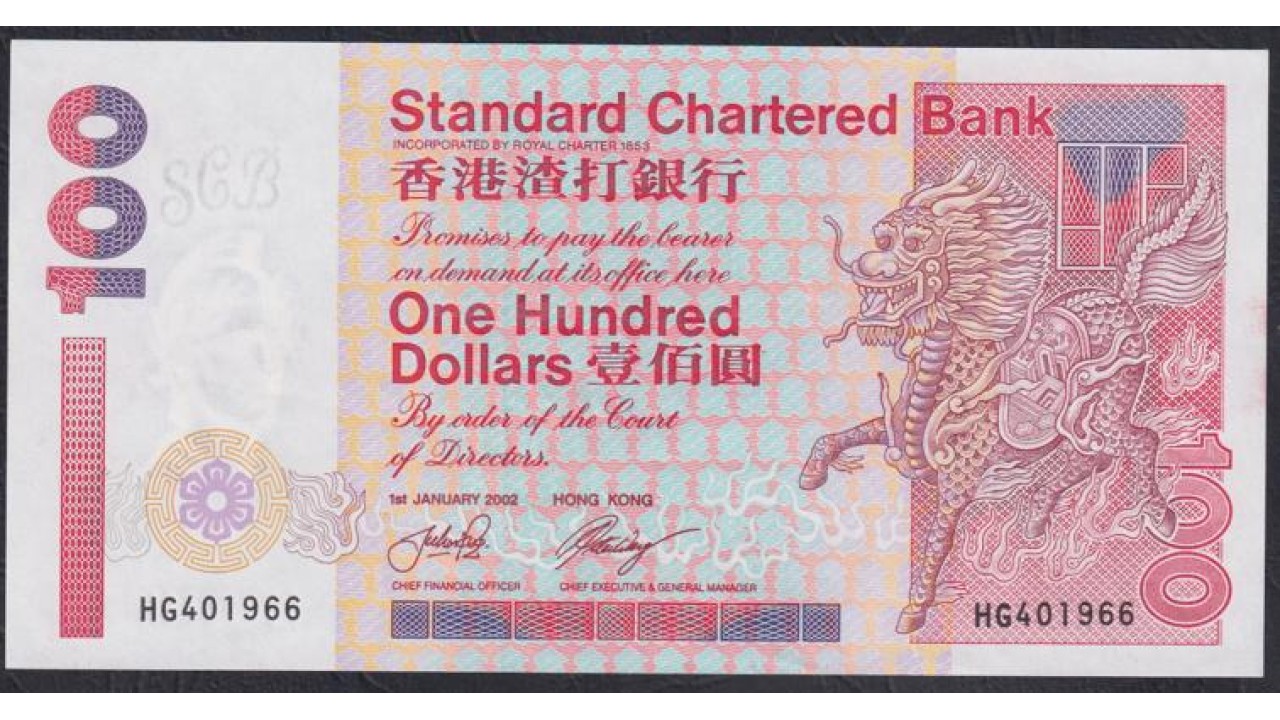 100
SCB
Standard Chartered Bank
INCORPORATED BY ROYAL CHARTER 1853
香港渣打銀行
Promises to pay the bearer
on demand at its office here
One Hundred
Dollars 壹佰圓
By order of the Court
of Directors.
1st JANUARY 2002 HONG KONG
CHIEF FINANCIAL OFFICER CHIEF EXECUTIVE & GENERAL MANAGER
HG401966
HG401966
100